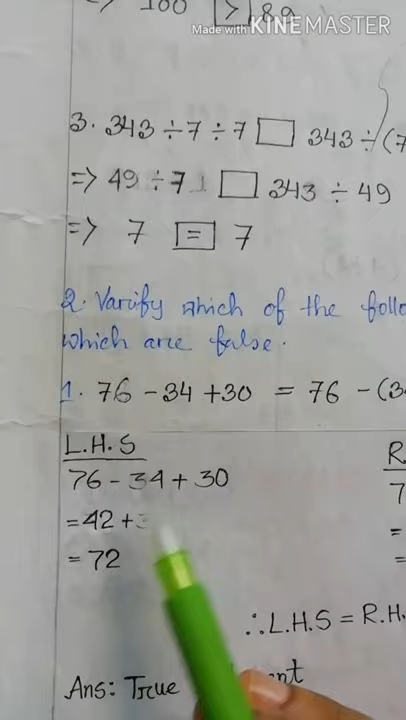 => 100 > 89
Made with KINEMASTER
3. 343 ÷ 7 ÷ 7 □ 343 ÷ (7
=> 49 ÷ 7 □ 343 ÷ 49
=> 7 = 7
2. Varify which of the follo
which are false.
1. 76 - 34 + 30 = 76 - (3
L.H.S
76 - 34 + 30
= 42 + 3
= 72
R.
7
=
=
∴ L.H.S = R.H.
Ans: True